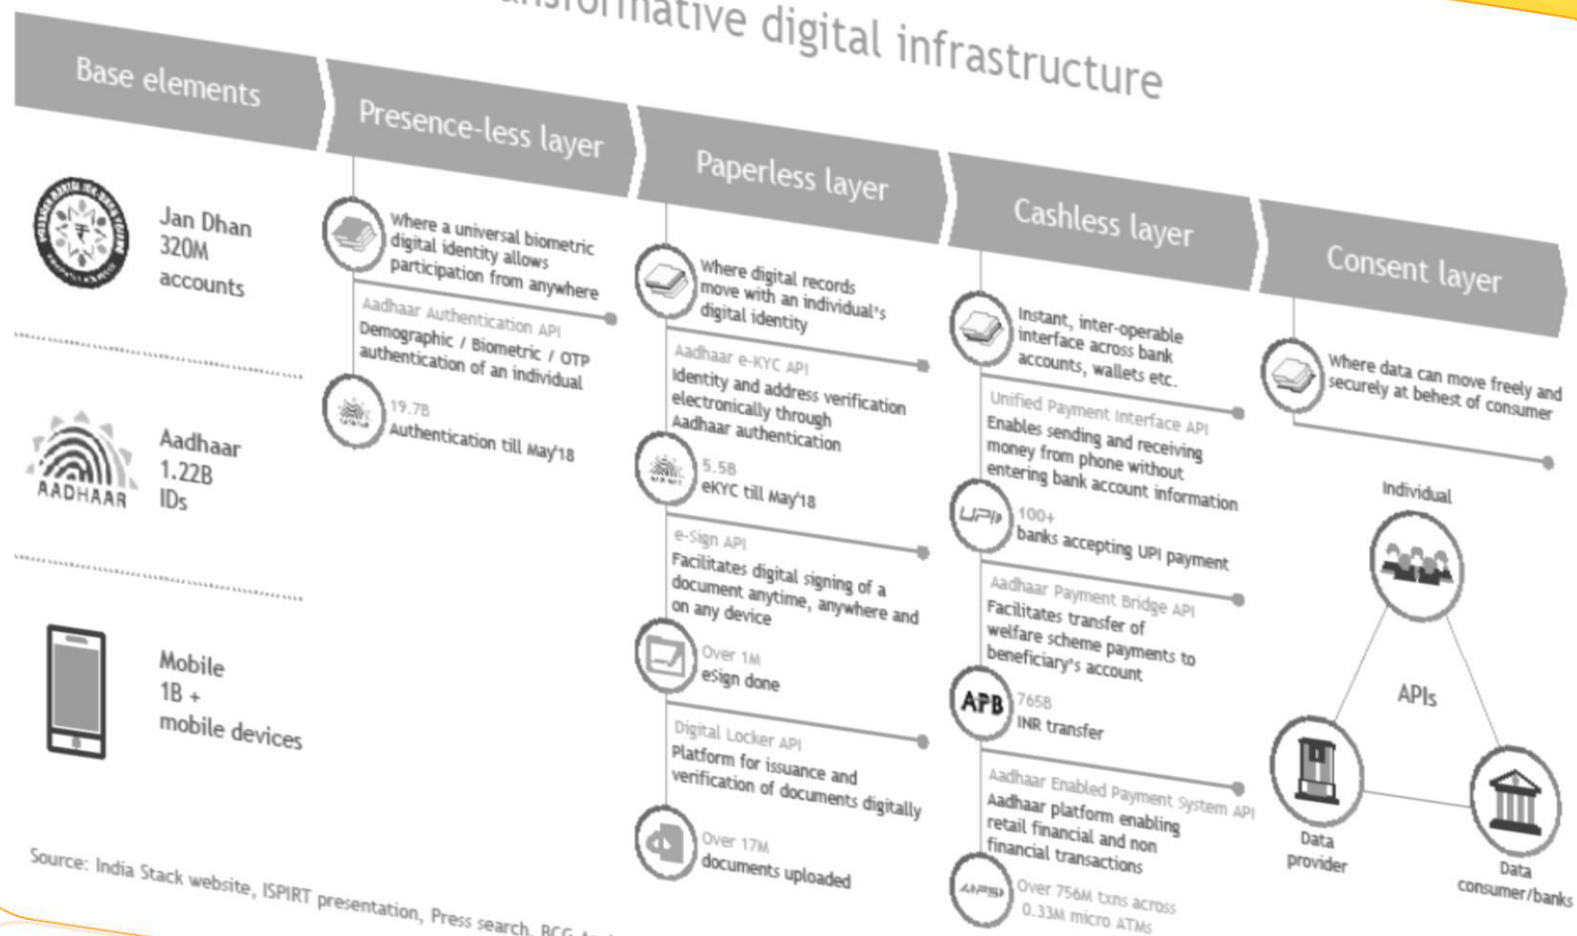 digital infrastructure
Base elements
Presence-less layer
Paperless layer
Cashless layer
Consent layer
Jan Dhan
320M
accounts
AADHAAR
Aadhaar
1.22B
IDs
Mobile
1B +
mobile devices
Where a universal biometric
digital identity allows
participation from anywhere
Aadhaar Authentication API
Demographic / Biometric / OTP
authentication of an individual
19.7B
Authentication till May'18
Where digital records
move with an individual's
digital identity
Aadhaar e-KYC API
Identity and address verification
electronically through
Aadhaar authentication
5.5B
eKYC till May'18
e-Sign API
Facilitates digital signing of a
document anytime, anywhere and
on any device
Over 1M
eSign done
Digital Locker API
Platform for issuance and
verification of documents digitally
Over 17M
documents uploaded
Instant, inter-operable
interface across bank
accounts, wallets etc.
Unified Payment Interface API
Enables sending and receiving
money from phone without
entering bank account information
UPI
100+
banks accepting UPI payment
Aadhaar Payment Bridge API
Facilitates transfer of
welfare scheme payments to
beneficiary's account
APB
765B
INR transfer
Aadhaar Enabled Payment System API
Aadhaar platform enabling
retail financial and non
financial transactions
Over 756M txns across
0.33M micro ATMs
Where data can move freely and
securely at behest of consumer
Individual
APIs
Data
provider
Data
consumer/banks
Source: India Stack website, ISPIRT presentation, Press search, BCG